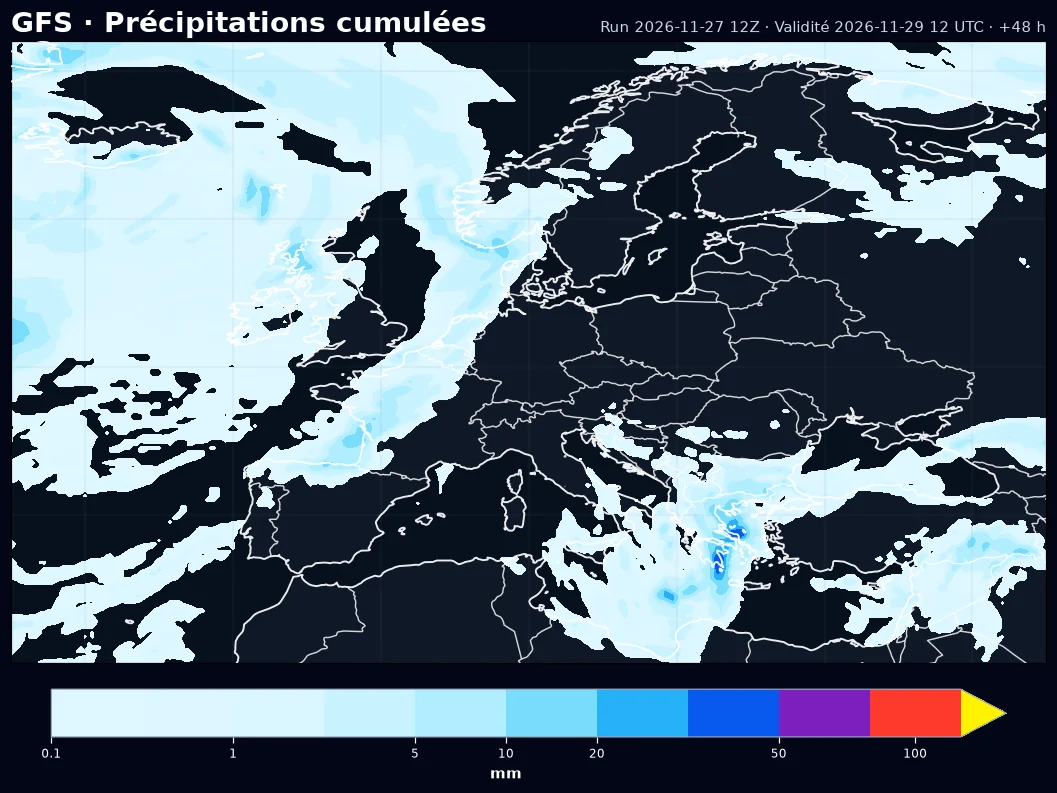 GFS · Précipitations cumulées
Run 2026-11-27 12Z · Validité 2026-11-29 12 UTC · +48 h
0.1 1 5 10 20 50 100
mm